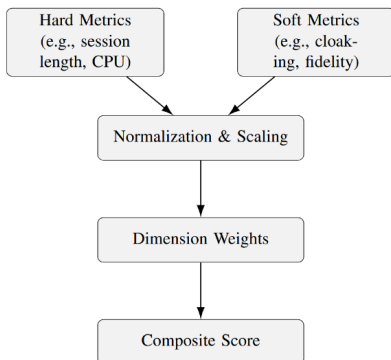 Hard Metrics
(e.g., session
length, CPU)
Soft Metrics
(e.g., cloak-
ing, fidelity)
Normalization & Scaling
Dimension Weights
Composite Score